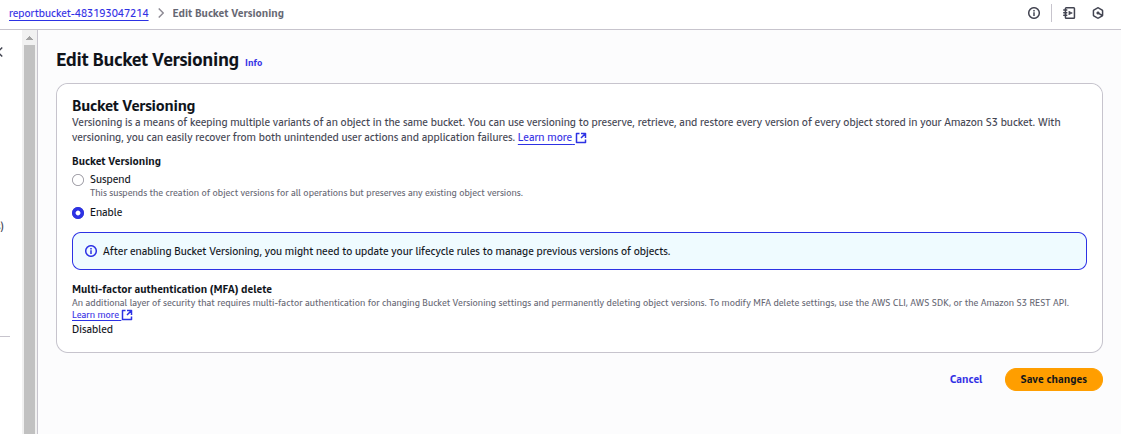 reportbucket-483193047214 > Edit Bucket Versioning
Edit Bucket Versioning Info
Bucket Versioning
Versioning is a means of keeping multiple variants of an object in the same bucket. You can use versioning to preserve, retrieve, and restore every version of every object stored in your Amazon S3 bucket. With
versioning, you can easily recover from both unintended user actions and application failures. Learn more
Bucket Versioning
Suspend
This suspends the creation of object versions for all operations but preserves any existing object versions.
Enable
)
After enabling Bucket Versioning, you might need to update your lifecycle rules to manage previous versions of objects.
Multi-factor authentication (MFA) delete
An additional layer of security that requires multi-factor authentication for changing Bucket Versioning settings and permanently deleting object versions. To modify MFA delete settings, use the AWS CLI, AWS SDK, or the Amazon S3 REST API.
Learn more
Disabled
Cancel Save changes